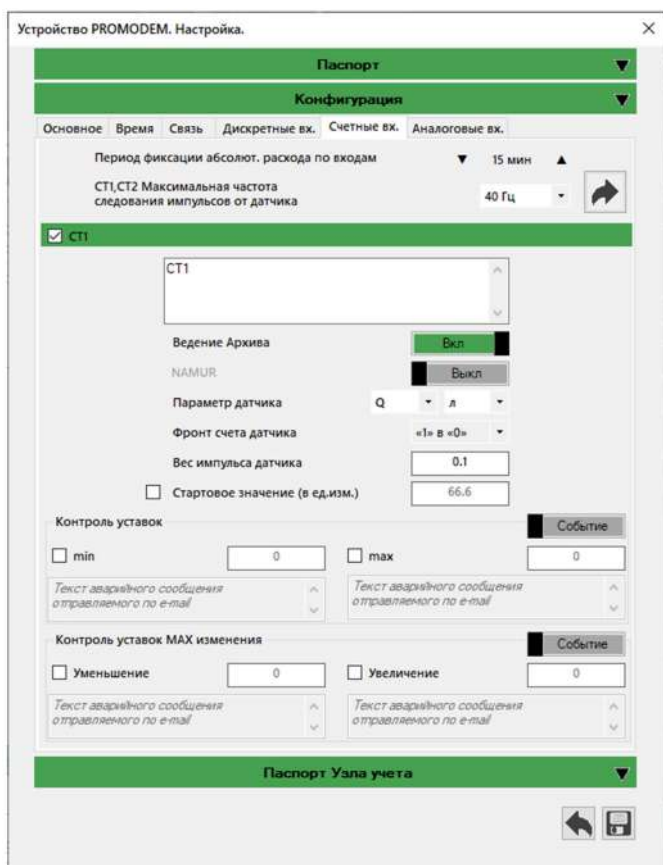 Устройство PROMODEM. Настройка.
Паспорт
Конфигурация
Основное Время Связь Дискретные вх. Счетные вх. Аналоговые вх.
Период фиксации абсолют. расхода по входам 15 мин
СТ1,СТ2 Максимальная частота
следования импульсов от датчика 40 Гц
СТ1
СТ1
Ведение Архива Вкл
NAMUR Выкл
Параметр датчика Q л
Фронт счета датчика «1» в «0»
Вес импульса датчика 0.1
Стартовое значение (в ед.изм.) 66.6
Контроль уставок Событие
min 0 max 0
Текст аварийного сообщения Текст аварийного сообщения
отправляемого по e-mail отправляемого по e-mail
Контроль уставок MAX изменения Событие
Уменьшение 0 Увеличение 0
Текст аварийного сообщения Текст аварийного сообщения
отправляемого по e-mail отправляемого по e-mail
Паспорт Узла учета